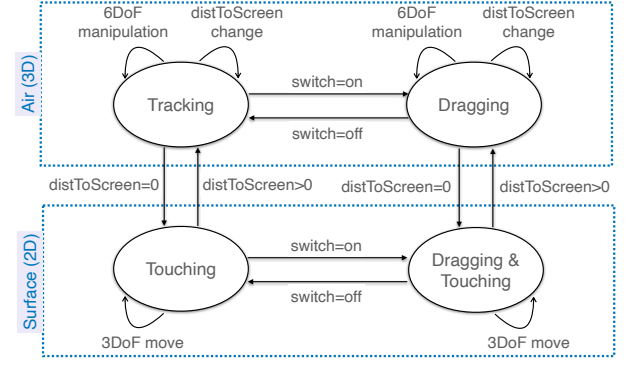 6DoF
manipulation
distToScreen
change
6DoF
manipulation
distToScreen
change
Air (3D)
Tracking
switch=on
switch=off
Dragging
distToScreen=0
distToScreen>0
distToScreen=0
distToScreen>0
Surface (2D)
Touching
switch=on
switch=off
Dragging &
Touching
3DoF move
3DoF move